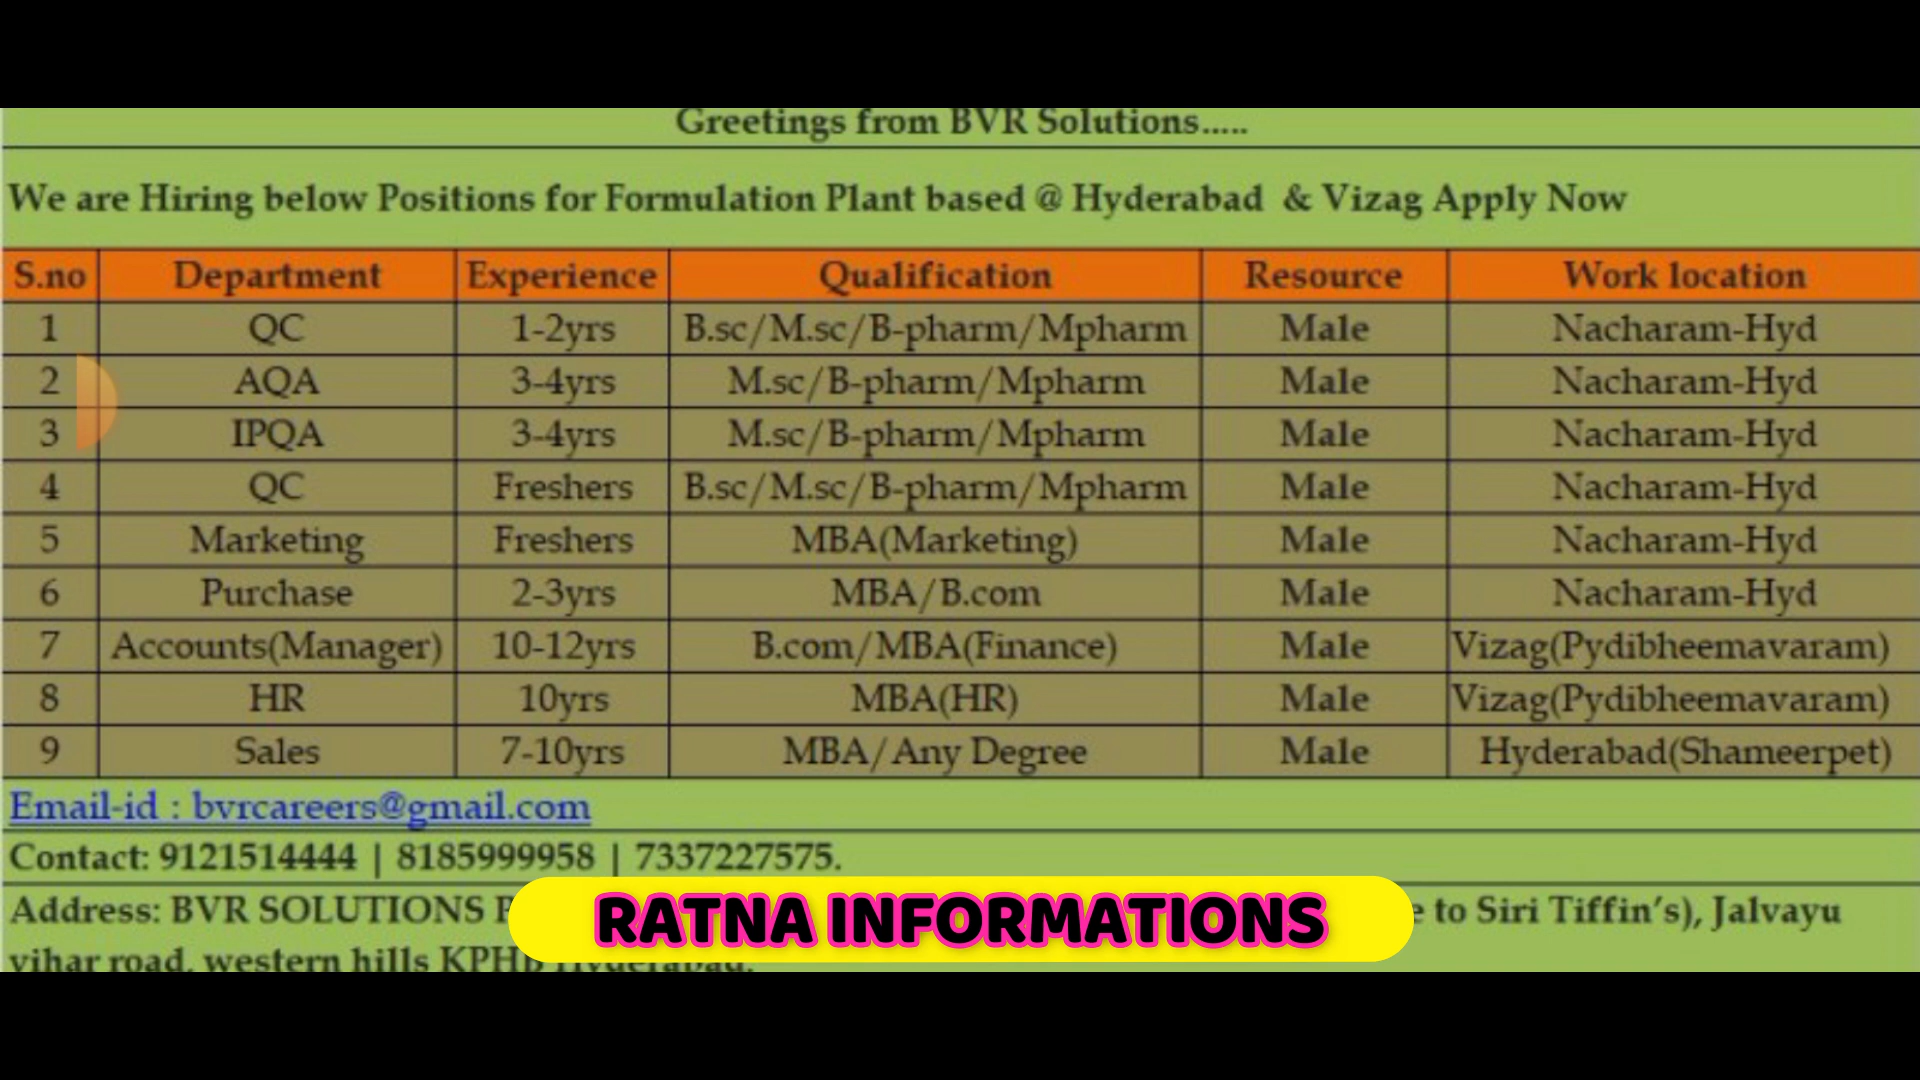 Greetings from BVR Solutions.....
We are Hiring below Positions for Formulation Plant based @ Hyderabad & Vizag Apply Now
S.no Department Experience Qualification Resource Work location
1 QC 1-2yrs B.sc/M.sc/B-pharm/Mpharm Male Nacharam-Hyd
2 AQA 3-4yrs M.sc/B-pharm/Mpharm Male Nacharam-Hyd
3 IPQA 3-4yrs M.sc/B-pharm/Mpharm Male Nacharam-Hyd
4 QC Freshers B.sc/M.sc/B-pharm/Mpharm Male Nacharam-Hyd
5 Marketing Freshers MBA(Marketing) Male Nacharam-Hyd
6 Purchase 2-3yrs MBA/B.com Male Nacharam-Hyd
7 Accounts(Manager) 10-12yrs B.com/MBA(Finance) Male Vizag(Pydibheemavaram)
8 HR 10yrs MBA(HR) Male Vizag(Pydibheemavaram)
9 Sales 7-10yrs MBA/Any Degree Male Hyderabad(Shameerpet)
Email-id : bvrcareers@gmail.com
Contact: 9121514444 | 8185999958 | 7337227575.
Address: BVR SOLUTIONS to Siri Tiffin's), Jalvayu
RATNA INFORMATIONS
vihar road, western hills KPHB Hyderabad.